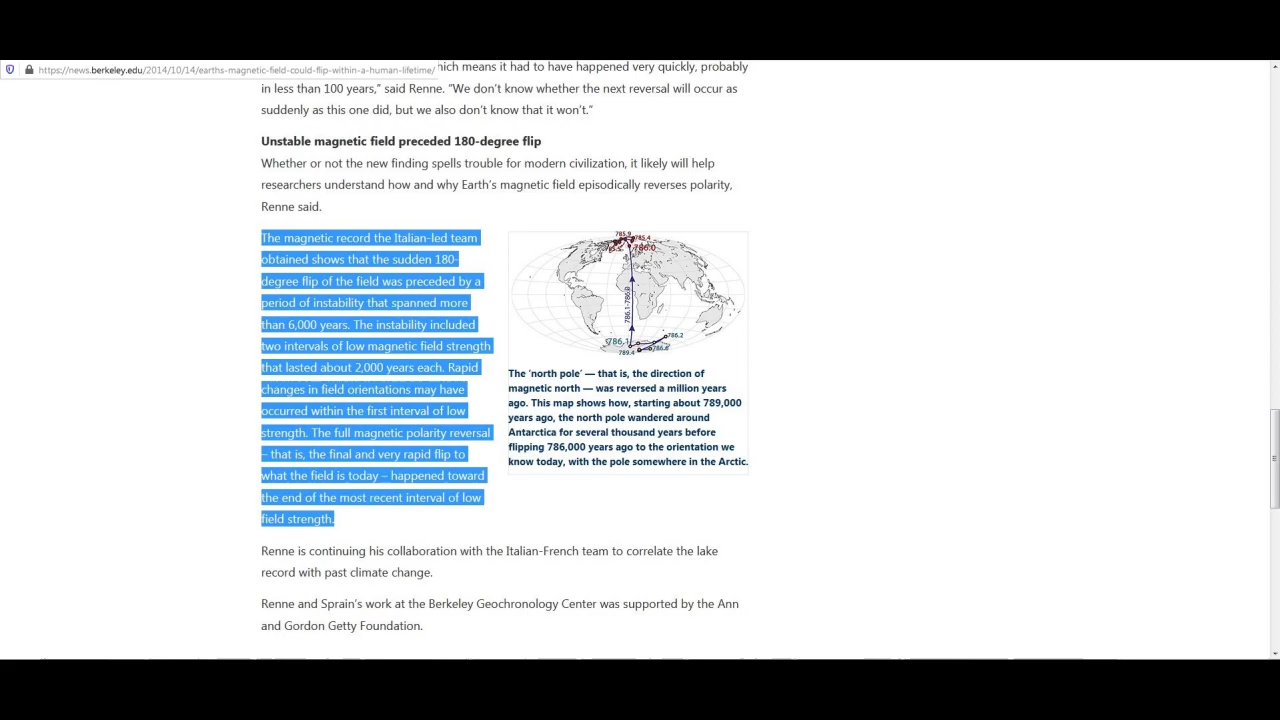 https://news.berkeley.edu/2014/10/14/earths-magnetic-field-could-flip-within-a-human-lifetime/
which means it had to have happened very quickly, probably
in less than 100 years,” said Renne. “We don’t know whether the next reversal will occur as
suddenly as this one did, but we also don’t know that it won’t.”
Unstable magnetic field preceded 180-degree flip
Whether or not the new finding spells trouble for modern civilization, it likely will help
researchers understand how and why Earth’s magnetic field episodically reverses polarity,
Renne said.
The magnetic record the Italian-led team
obtained shows that the sudden 180-
degree flip of the field was preceded by a
period of instability that spanned more
than 6,000 years. The instability included
two intervals of low magnetic field strength
that lasted about 2,000 years each. Rapid
changes in field orientations may have
occurred within the first interval of low
strength. The full magnetic polarity reversal
– that is, the final and very rapid flip to
what the field is today – happened toward
the end of the most recent interval of low
field strength.
785.9
785.4
786.0
786.1-786.0
786.1
786.2
789.4
The ‘north pole’ — that is, the direction of
magnetic north — was reversed a million years
ago. This map shows how, starting about 789,000
years ago, the north pole wandered around
Antarctica for several thousand years before
flipping 786,000 years ago to the orientation we
know today, with the pole somewhere in the Arctic.
Renne is continuing his collaboration with the Italian-French team to correlate the lake
record with past climate change.
Renne and Sprain’s work at the Berkeley Geochronology Center was supported by the Ann
and Gordon Getty Foundation.